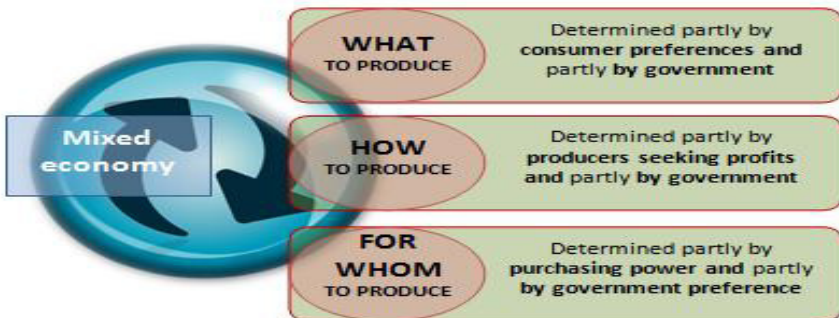 Mixed
economy
WHAT
TO PRODUCE
Determined partly by
consumer preferences and
partly by government
HOW
TO PRODUCE
Determined partly by
producers seeking profits
and partly by government
FOR
WHOM
TO PRODUCE
Determined partly by
purchasing power and partly
by government preference